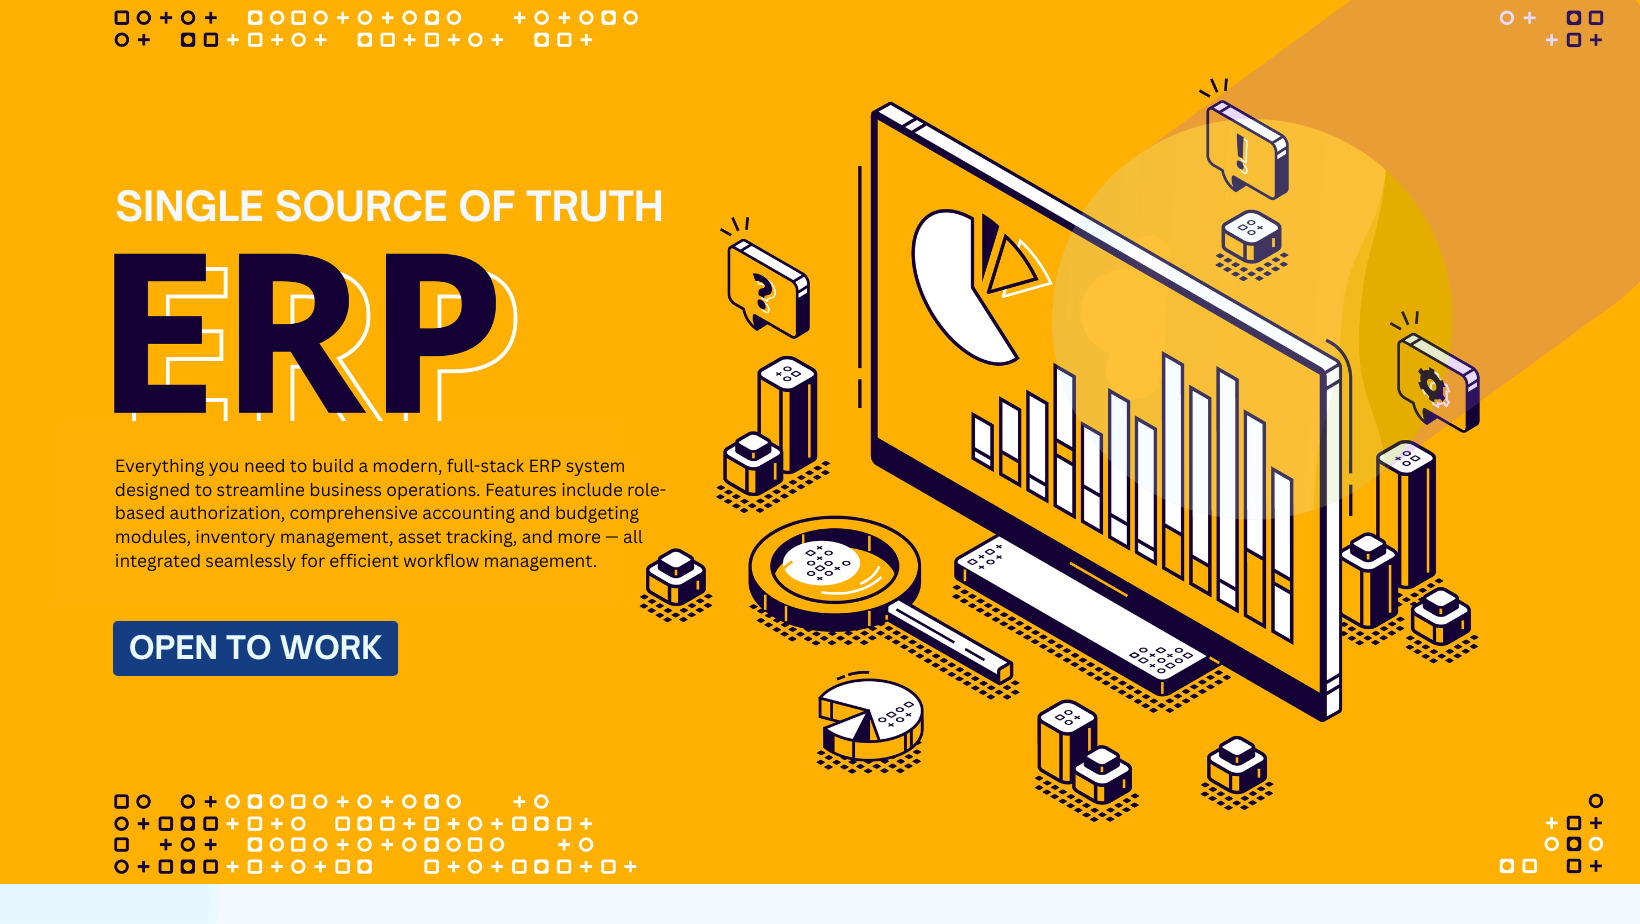 SINGLE SOURCE OF TRUTH
ERP
Everything you need to build a modern, full-stack ERP system
designed to streamline business operations. Features include role-
based authorization, comprehensive accounting and budgeting
modules, inventory management, asset tracking, and more — all
integrated seamlessly for efficient workflow management.
OPEN TO WORK